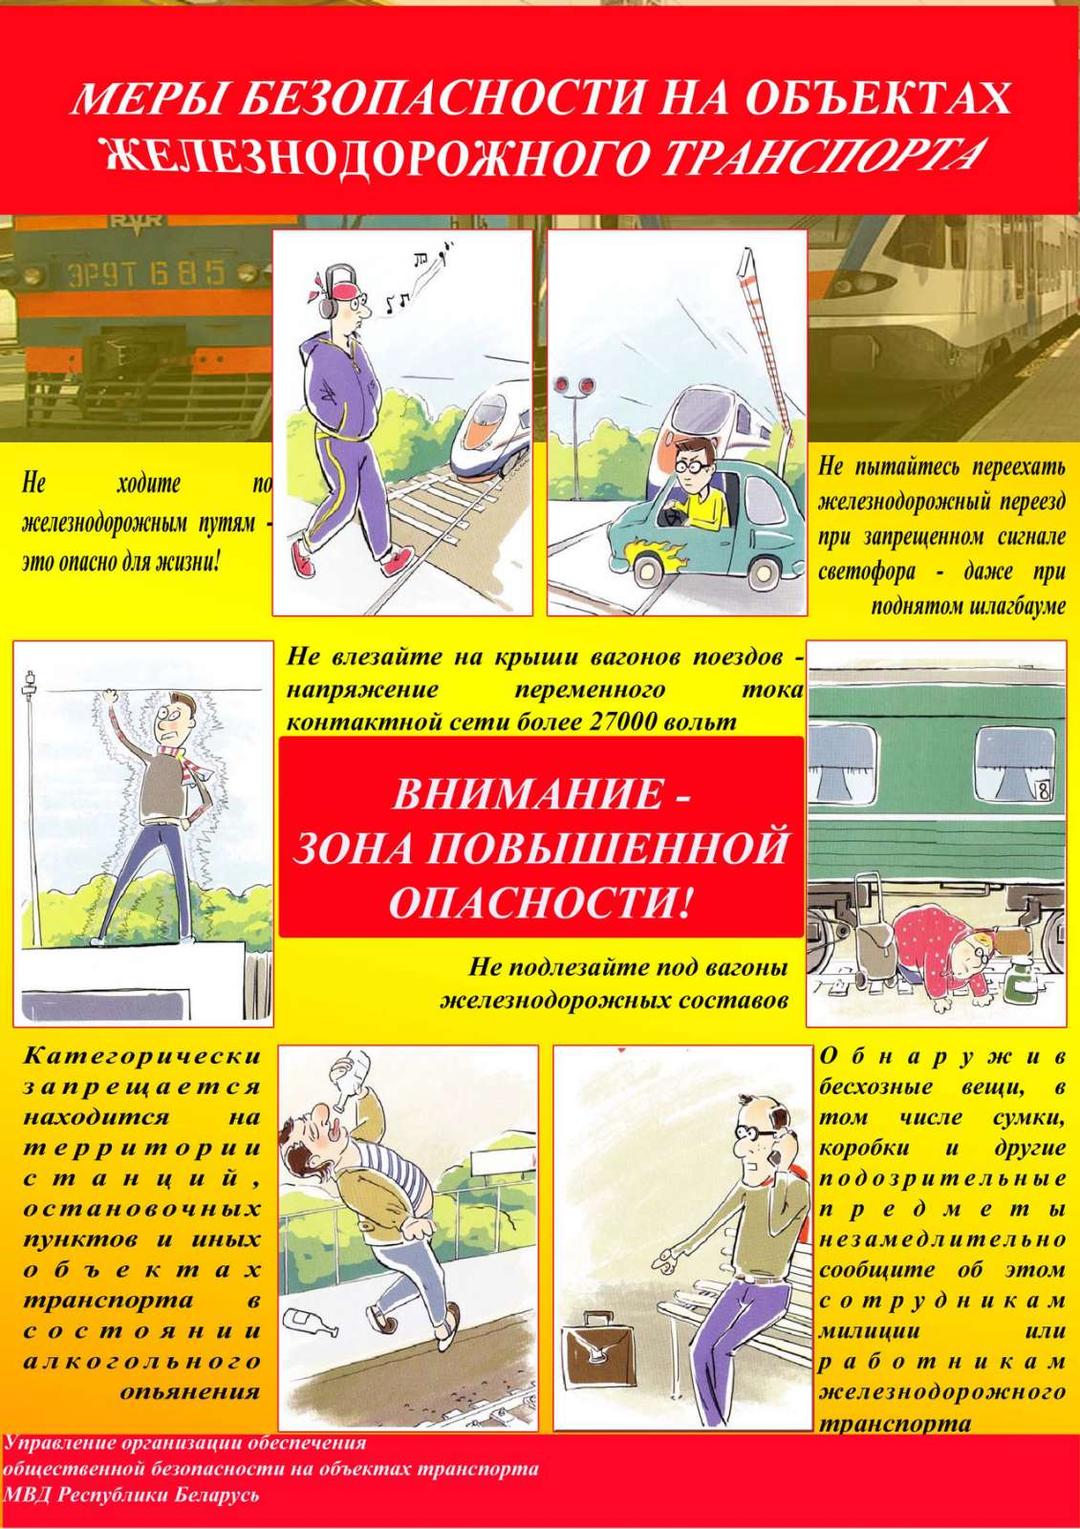 МЕРЫ БЕЗОПАСНОСТИ НА ОБЪЕКТАХ
ЖЕЛЕЗНОДОРОЖНОГО ТРАНСПОРТА
RVR
ЭР9Т 685
Не ходите по
железнодорожным путям -
это опасно для жизни!
Не пытайтесь переехать
железнодорожный переезд
при запрещенном сигнале
светофора - даже при
поднятом шлагбауме
Не влезайте на крыши вагонов поездов -
напряжение переменного тока
контактной сети более 27000 вольт
ВНИМАНИЕ -
ЗОНА ПОВЫШЕННОЙ
ОПАСНОСТИ!
8
Не подлезайте под вагоны
железнодорожных составов
Категорически
запрещается
находится на
территории
станций,
остановочных
пунктов и иных
объектах
транспорта в
состоянии
алкогольного
опьянения
Обнаружив
бесхозные вещи, в
том числе сумки,
коробки и другие
подозрительные
предметы
незамедлительно
сообщите об этом
сотрудникам
милиции или
работникам
железнодорожного
транспорта
Управление организации обеспечения
общественной безопасности на объектах транспорта
МВД Республики Беларусь